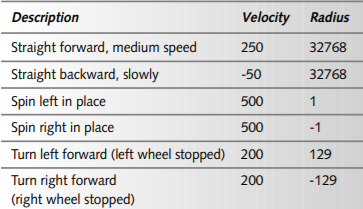 Description Velocity Radius
Straight forward, medium speed 250 32768
Straight backward, slowly -50 32768
Spin left in place 500 1
Spin right in place 500 -1
Turn left forward (left wheel stopped) 200 129
Turn right forward 200 -129
(right wheel stopped)